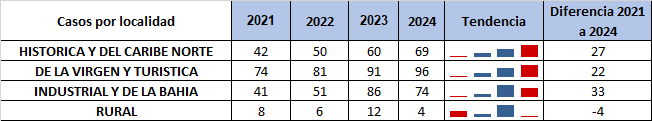 Casos por localidad 2021 2022 2023 2024 Tendencia Diferencia 2021
a 2024
HISTORICA Y DEL CARIBE NORTE 42 50 60 69 27
DE LA VIRGEN Y TURISTICA 74 81 91 96 22
INDUSTRIAL Y DE LA BAHIA 41 51 86 74 33
RURAL 8 6 12 4 -4